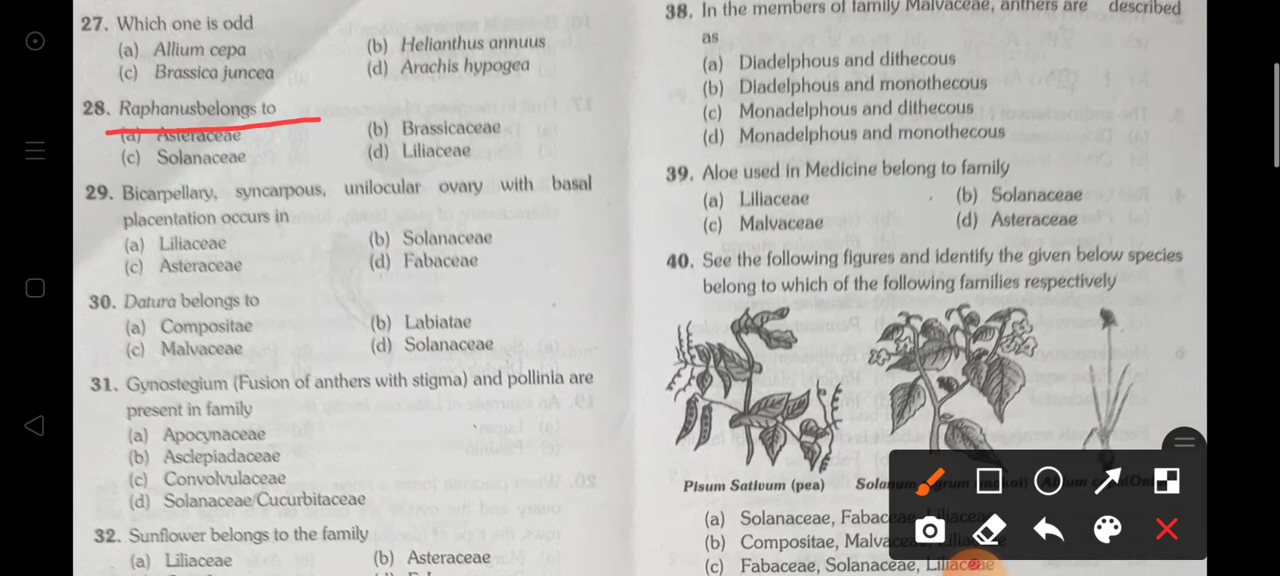 27. Which one is odd
(a) Allium cepa (b) Helianthus annuus
(c) Brassica juncea (d) Arachis hypogea
28. Raphanusbelongs to
(a) Asteraceae (b) Brassicaceae
(c) Solanaceae (d) Liliaceae
29. Bicarpellary, syncarpous, unilocular ovary with basal
placentation occurs in
(a) Liliaceae (b) Solanaceae
(c) Asteraceae (d) Fabaceae
30. Datura belongs to
(a) Compositae (b) Labiatae
(c) Malvaceae (d) Solanaceae
31. Gynostegium (Fusion of anthers with stigma) and pollinia are
present in family
(a) Apocynaceae
(b) Asclepiadaceae
(c) Convolvulaceae
(d) Solanaceae/Cucurbitaceae
32. Sunflower belongs to the family
(a) Liliaceae (b) Asteraceae
38. In the members of family Malvaceae, anthers are described
as
(a) Diadelphous and dithecous
(b) Diadelphous and monothecous
(c) Monadelphous and dithecous
(d) Monadelphous and monothecous
39. Aloe used in Medicine belong to family
(a) Liliaceae (b) Solanaceae
(c) Malvaceae (d) Asteraceae
40. See the following figures and identify the given below species
belong to which of the following families respectively
Pisum Sativum (pea)
(a) Solanaceae, Fabaceae, Liliaceae
(b) Compositae, Malvaceae,
(c) Fabaceae, Solanaceae, Liliaceae